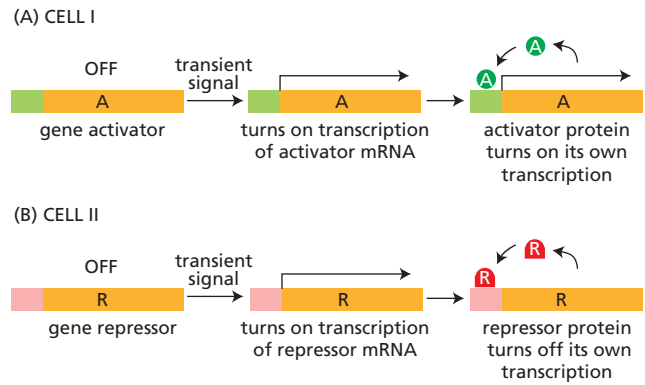 (A) CELL I
OFF
transient
signal
A
A
A
A
A
gene activator
turns on transcription
of activator mRNA
activator protein
turns on its own
transcription
(B) CELL II
OFF
transient
signal
R
R
R
R
R
gene repressor
turns on transcription
of repressor mRNA
repressor protein
turns off its own
transcription